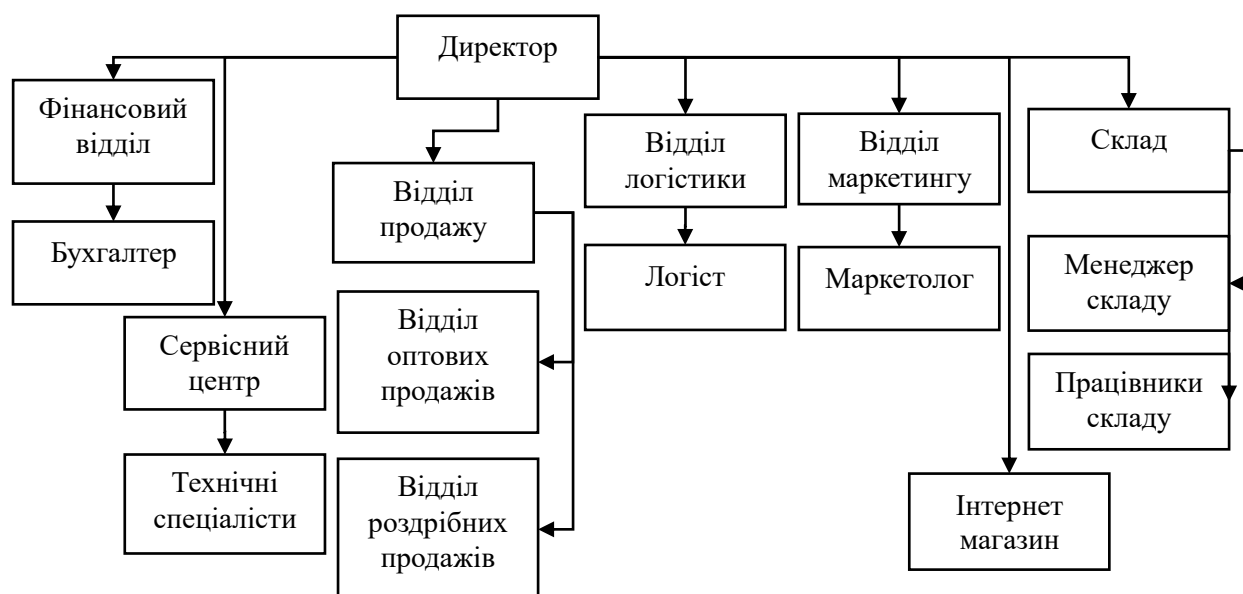 Директор
Фінансовий
відділ
Бухгалтер
Сервісний
центр
Технічні
спеціалісти
Відділ
продажу
Відділ
оптових
продажів
Відділ
роздрібних
продажів
Відділ
логістики
Логіст
Відділ
маркетингу
Маркетолог
Інтернет
магазин
Склад
Менеджер
складу
Працівники
складу